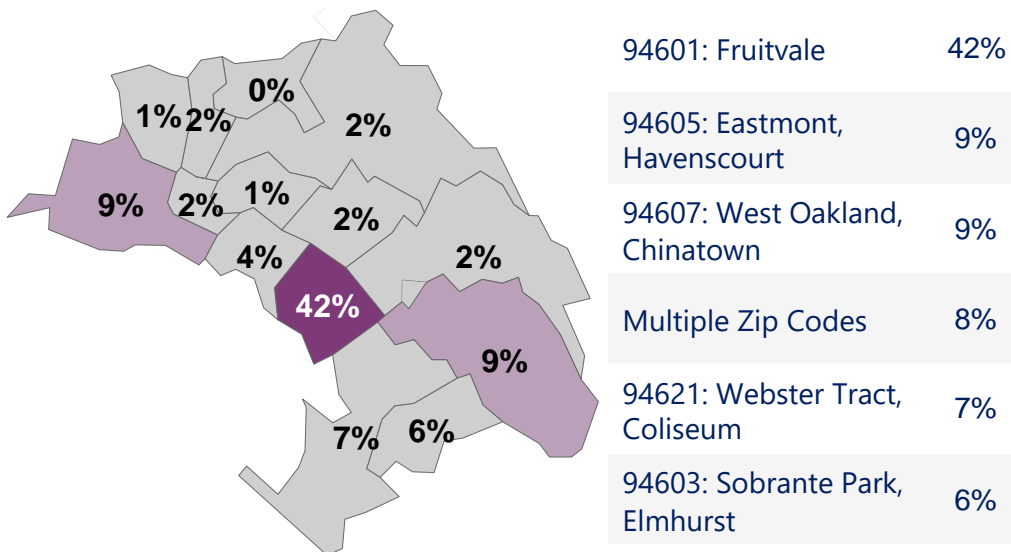 0%
1%
2%
2%
9%
2%
1%
2%
4%
2%
42%
9%
7%
6%
94601: Fruitvale 42%
94605: Eastmont,
Havenscourt 9%
94607: West Oakland,
Chinatown 9%
Multiple Zip Codes 8%
94621: Webster Tract,
Coliseum 7%
94603: Sobrante Park,
Elmhurst 6%